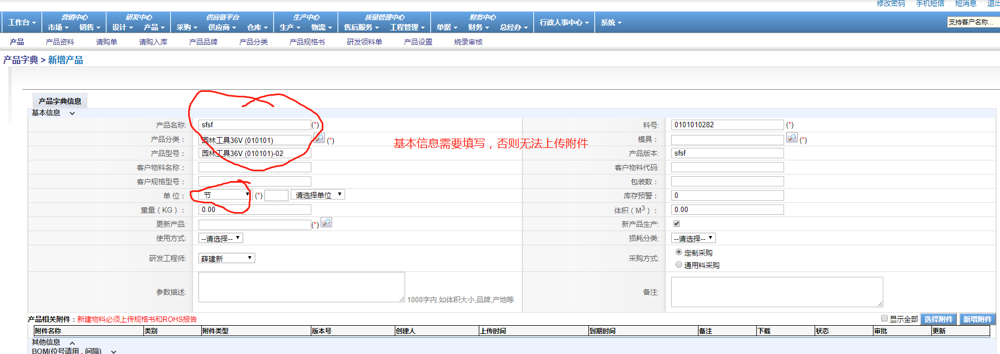 修改密码 手机短信 短消息 退出
营销中心 研发中心 供应链平台 生产中心 质量管理中心 财务中心
工作台 市场 销售 设计 产品 采购 供应商 仓库 生产 物流 售后服务 工程管理 单据 财务 总经办 行政人事中心 系统 支持客户名称...
产品 产品资料 请购单 请购入库 产品品牌 产品分类 产品规格书 研发领料单 产品设置 烧录审核
产品字典 > 新增产品
产品字典信息
基本信息
产品名称: sfsf (*) 料号: 0101010282 (*)
产品分类： 园林工具36V (010101) (*) 模具： (*)
基本信息需要填写，否则无法上传附件
产品型号： 园林工具36V (010101)-02 产品版本： sfsf
客户物料名称： 客户物料代码:
客户规格型号： 包装数：
单 位： 节 (*) 请选择单位 库存预警： 0
重量（KG）： 0.00 体积（M3）： 0.00
更新产品: (*) 新产品生产:
使用方式: --请选择-- 损耗分类: --请选择--
研发工程师: 薛建新 采购方式: 定制采购
通用料采购
参数描述: 1000字内.如体积大小,品牌,产地等. 备注:
产品相关附件：新建物料必须上传规格书和ROHS报告 显示全部 选择附件 新增附件
附件名称 类别 附件类型 版本号 创建人 上传时间 到期时间 备注 下载 状态 审批 更新
其他信息
BOM(位号请用 , 间隔)